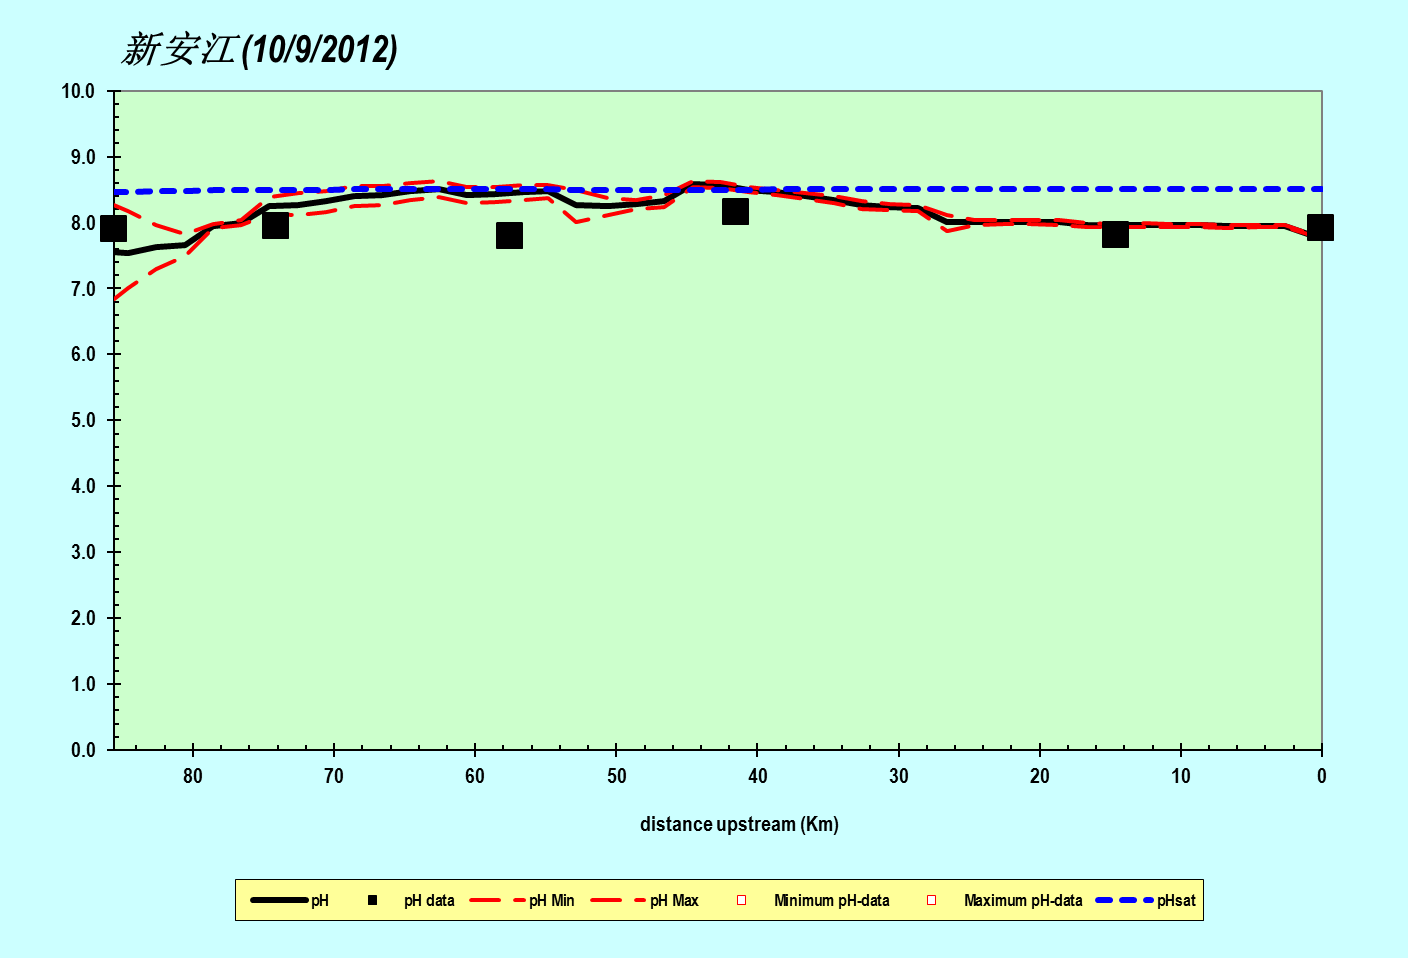 新安江(10/9/2012)
10.0
9.0
8.0
7.0
6.0
5.0
4.0
3.0
2.0
1.0
0.0
80 70 60 50 40 30 20 10 0
distance upstream (Km)
pH pH data pH Min pH Max Minimum pH-data Maximum pH-data pHsat